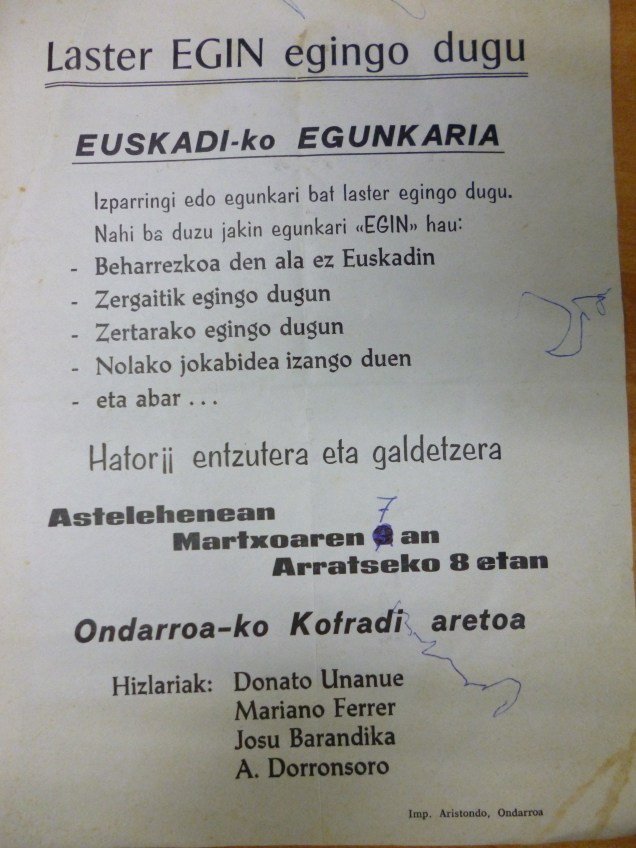 Laster EGIN egingo dugu
EUSKADI-ko EGUNKARIA
Izparringi edo egunkari bat laster egingo dugu.
Nahi ba duzu jakin egunkari «EGIN» hau:
- Beharrezkoa den ala ez Euskadin
- Zergaitik egingo dugun
- Zertarako egingo dugun
- Nolako jokabidea izango duen
- eta abar ...
Hatorii entzutera eta galdetzera
Astelehenean
Martxoaren 7 an
Arratseko 8 etan
Ondarroa-ko Kofradi aretoa
Hizlariak: Donato Unanue
Mariano Ferrer
Josu Barandika
A. Dorronsoro
Imp. Aristondo, Ondarroa